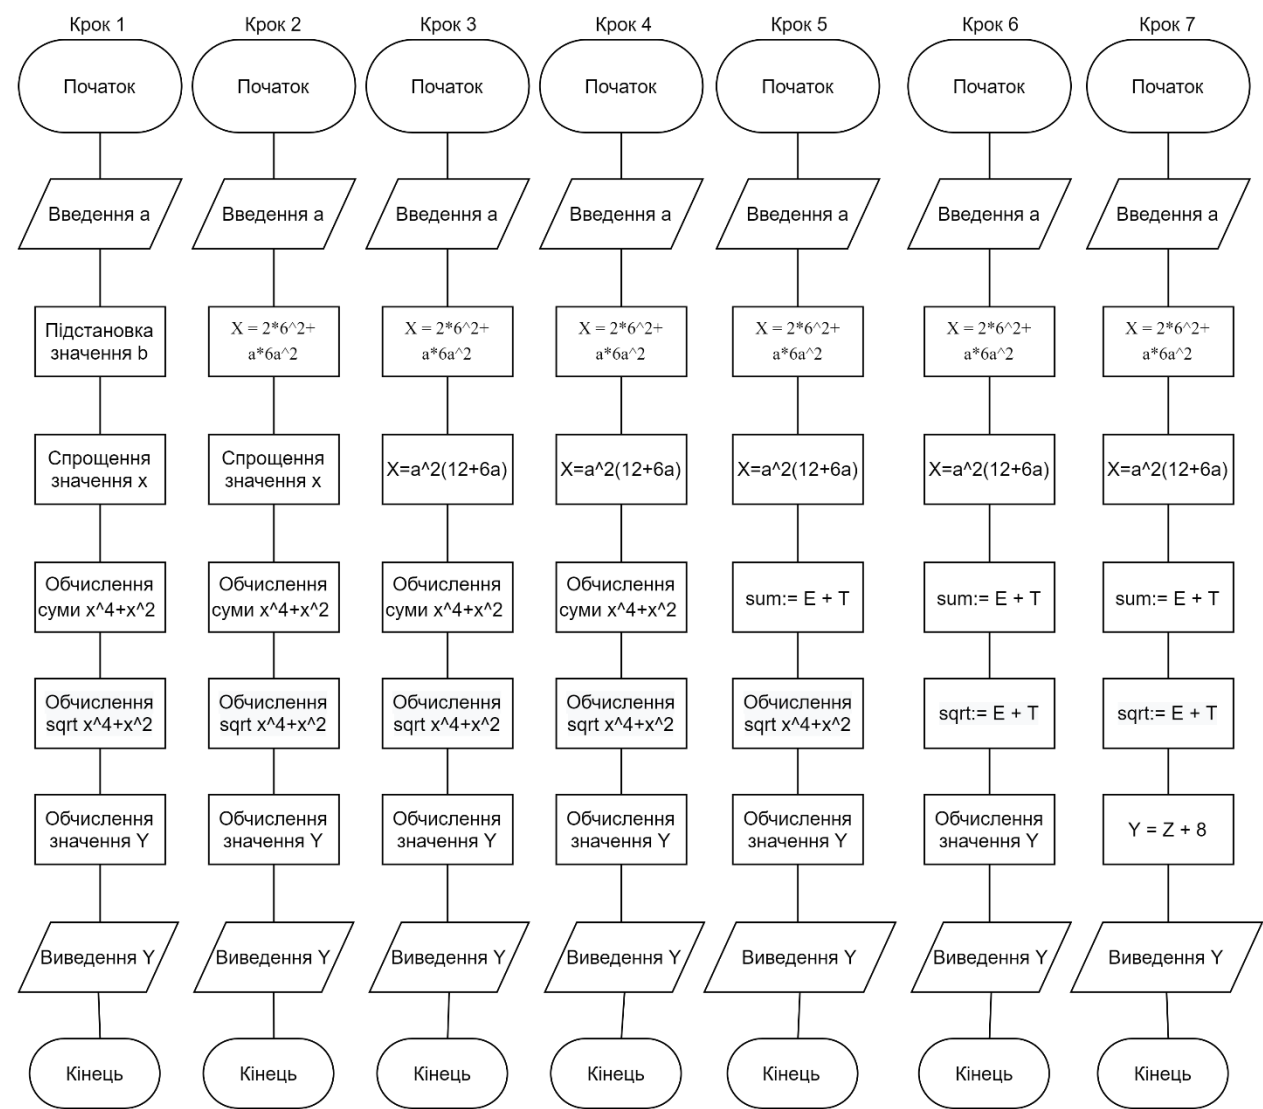 Крок 1
Початок
Введення а
Підстановка
значення b
Спрощення
значення x
Обчислення
суми x^4+x^2
Обчислення
sqrt x^4+x^2
Обчислення
значення Y
Виведення Y
Кінець
Крок 2
Початок
Введення а
X = 2*6^2+
a*6a^2
Спрощення
значення x
Обчислення
суми x^4+x^2
Обчислення
sqrt x^4+x^2
Обчислення
значення Y
Виведення Y
Кінець
Крок 3
Початок
Введення а
X = 2*6^2+
a*6a^2
X=a^2(12+6a)
Обчислення
суми x^4+x^2
Обчислення
sqrt x^4+x^2
Обчислення
значення Y
Виведення Y
Кінець
Крок 4
Початок
Введення а
X = 2*6^2+
a*6a^2
X=a^2(12+6a)
Обчислення
суми x^4+x^2
Обчислення
sqrt x^4+x^2
Обчислення
значення Y
Виведення Y
Кінець
Крок 5
Початок
Введення а
X = 2*6^2+
a*6a^2
X=a^2(12+6a)
sum:= E + T
Обчислення
sqrt x^4+x^2
Обчислення
значення Y
Виведення Y
Кінець
Крок 6
Початок
Введення а
X = 2*6^2+
a*6a^2
X=a^2(12+6a)
sum:= E + T
sqrt:= E + T
Обчислення
значення Y
Виведення Y
Кінець
Крок 7
Початок
Введення а
X = 2*6^2+
a*6a^2
X=a^2(12+6a)
sum:= E + T
sqrt:= E + T
Y = Z + 8
Виведення Y
Кінець